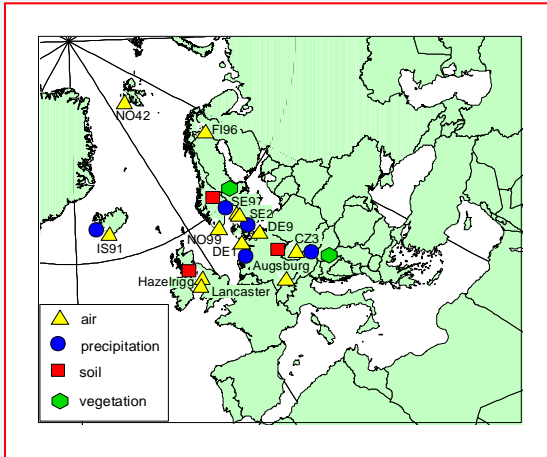 NO42
FI96
SE97
SE2
DE9
NO99
DE1
CZ3
IS91
Augsburg
Hazelrigg
Lancaster
air
precipitation
soil
vegetation